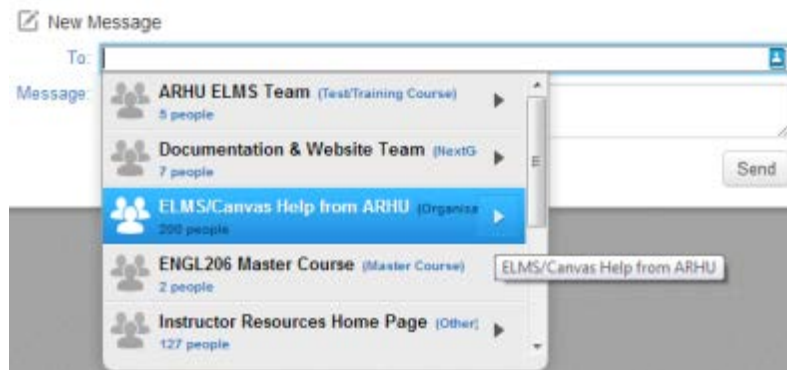 New Message
To:
Message:
ARHU ELMS Team (Test/Training Course)
5 people
Documentation & Website Team (NextG
7 people
Send
ELMS/Canvas Help from ARHU (Organisa
200 people
ENGL206 Master Course (Master Course)
ELMS/Canvas Help from ARHU
2 people
Instructor Resources Home Page (Other)
127 people